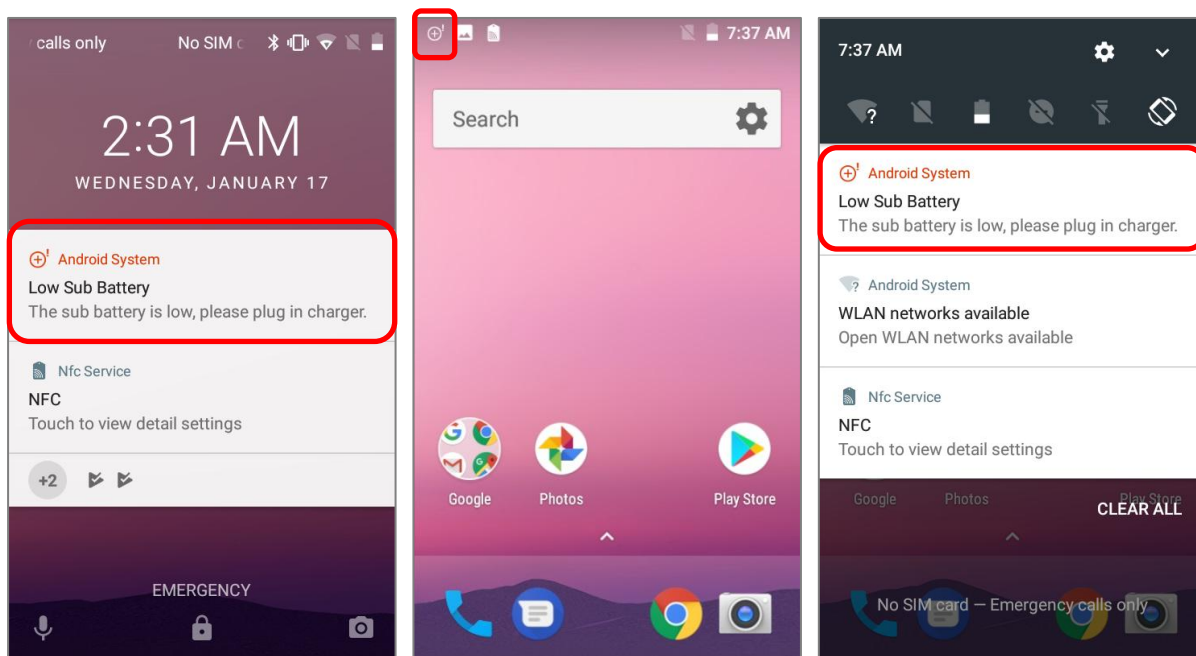 calls only No SIM c
2:31 AM
WEDNESDAY, JANUARY 17
Android System
Low Sub Battery
The sub battery is low, please plug in charger.
Nfc Service
NFC
Touch to view detail settings
+2
EMERGENCY
7:37 AM
Search
Google Photos Play Store
7:37 AM
Android System
Low Sub Battery
The sub battery is low, please plug in charger.
Android System
WLAN networks available
Open WLAN networks available
Nfc Service
NFC
Touch to view detail settings
Google Photos Play Store
CLEAR ALL
No SIM card — Emergency calls only